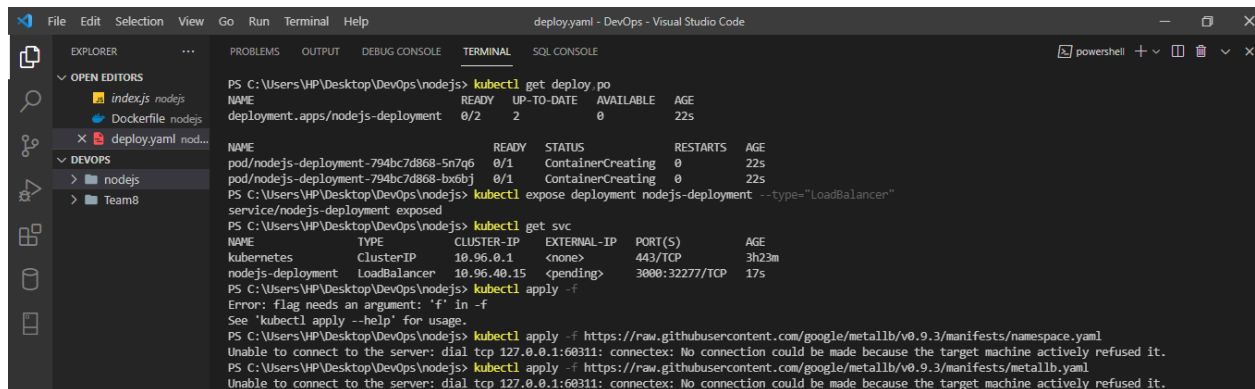 File Edit Selection View Go Run Terminal Help deploy.yaml - DevOps - Visual Studio Code
EXPLORER ...
OPEN EDITORS
index.js nodejs
Dockerfile nodejs
deploy.yaml nod...
DEVOPS
nodejs
Team8
PROBLEMS OUTPUT DEBUG CONSOLE TERMINAL SQL CONSOLE powershell
PS C:\Users\HP\Desktop\DevOps\nodejs> kubectl get deploy,po
NAME READY UP-TO-DATE AVAILABLE AGE
deployment.apps/nodejs-deployment 0/2 2 0 22s
NAME READY STATUS RESTARTS AGE
pod/nodejs-deployment-794bc7d868-5n7q6 0/1 ContainerCreating 0 22s
pod/nodejs-deployment-794bc7d868-bx6bj 0/1 ContainerCreating 0 22s
PS C:\Users\HP\Desktop\DevOps\nodejs> kubectl expose deployment nodejs-deployment --type="LoadBalancer"
service/nodejs-deployment exposed
PS C:\Users\HP\Desktop\DevOps\nodejs> kubectl get svc
NAME TYPE CLUSTER-IP EXTERNAL-IP PORT(S) AGE
kubernetes ClusterIP 10.96.0.1 <none> 443/TCP 3h23m
nodejs-deployment LoadBalancer 10.96.40.15 <pending> 3000:32277/TCP 17s
PS C:\Users\HP\Desktop\DevOps\nodejs> kubectl apply -f
Error: flag needs an argument: 'f' in -f
See 'kubectl apply --help' for usage.
PS C:\Users\HP\Desktop\DevOps\nodejs> kubectl apply -f https://raw.githubusercontent.com/google/metallb/v0.9.3/manifests/namespace.yaml
Unable to connect to the server: dial tcp 127.0.0.1:60311: connectex: No connection could be made because the target machine actively refused it.
PS C:\Users\HP\Desktop\DevOps\nodejs> kubectl apply -f https://raw.githubusercontent.com/google/metallb/v0.9.3/manifests/metallb.yaml
Unable to connect to the server: dial tcp 127.0.0.1:60311: connectex: No connection could be made because the target machine actively refused it.